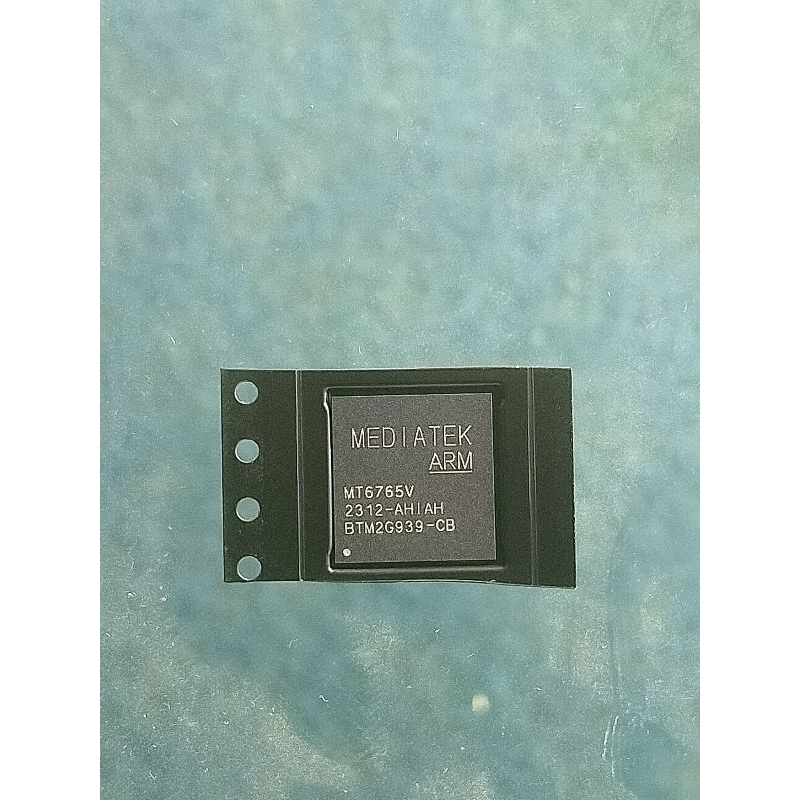 MEDIATEK
ARM
MT6765V
2312-AHIAH
BTM2G939-CB